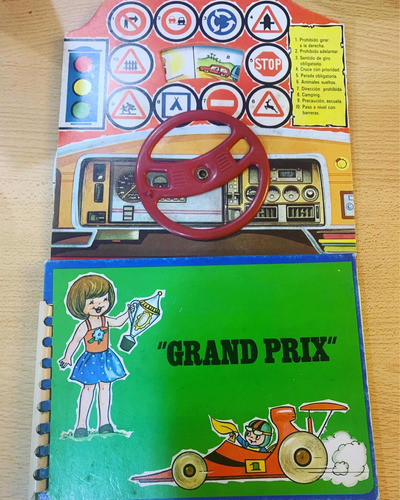 STOP
1. Prohibido girar
a la derecha.
2. Prohibido adelantar
3. Sentido de giro
obligatorio.
4. Cruce con prioridad.
5. Parada obligatoria
6. Animales sueltos.
7. Dirección prohibida
8. Camping.
9. Precaución, escuela
10. Paso a nivel con
barreras.
"GRAND PRIX"
1